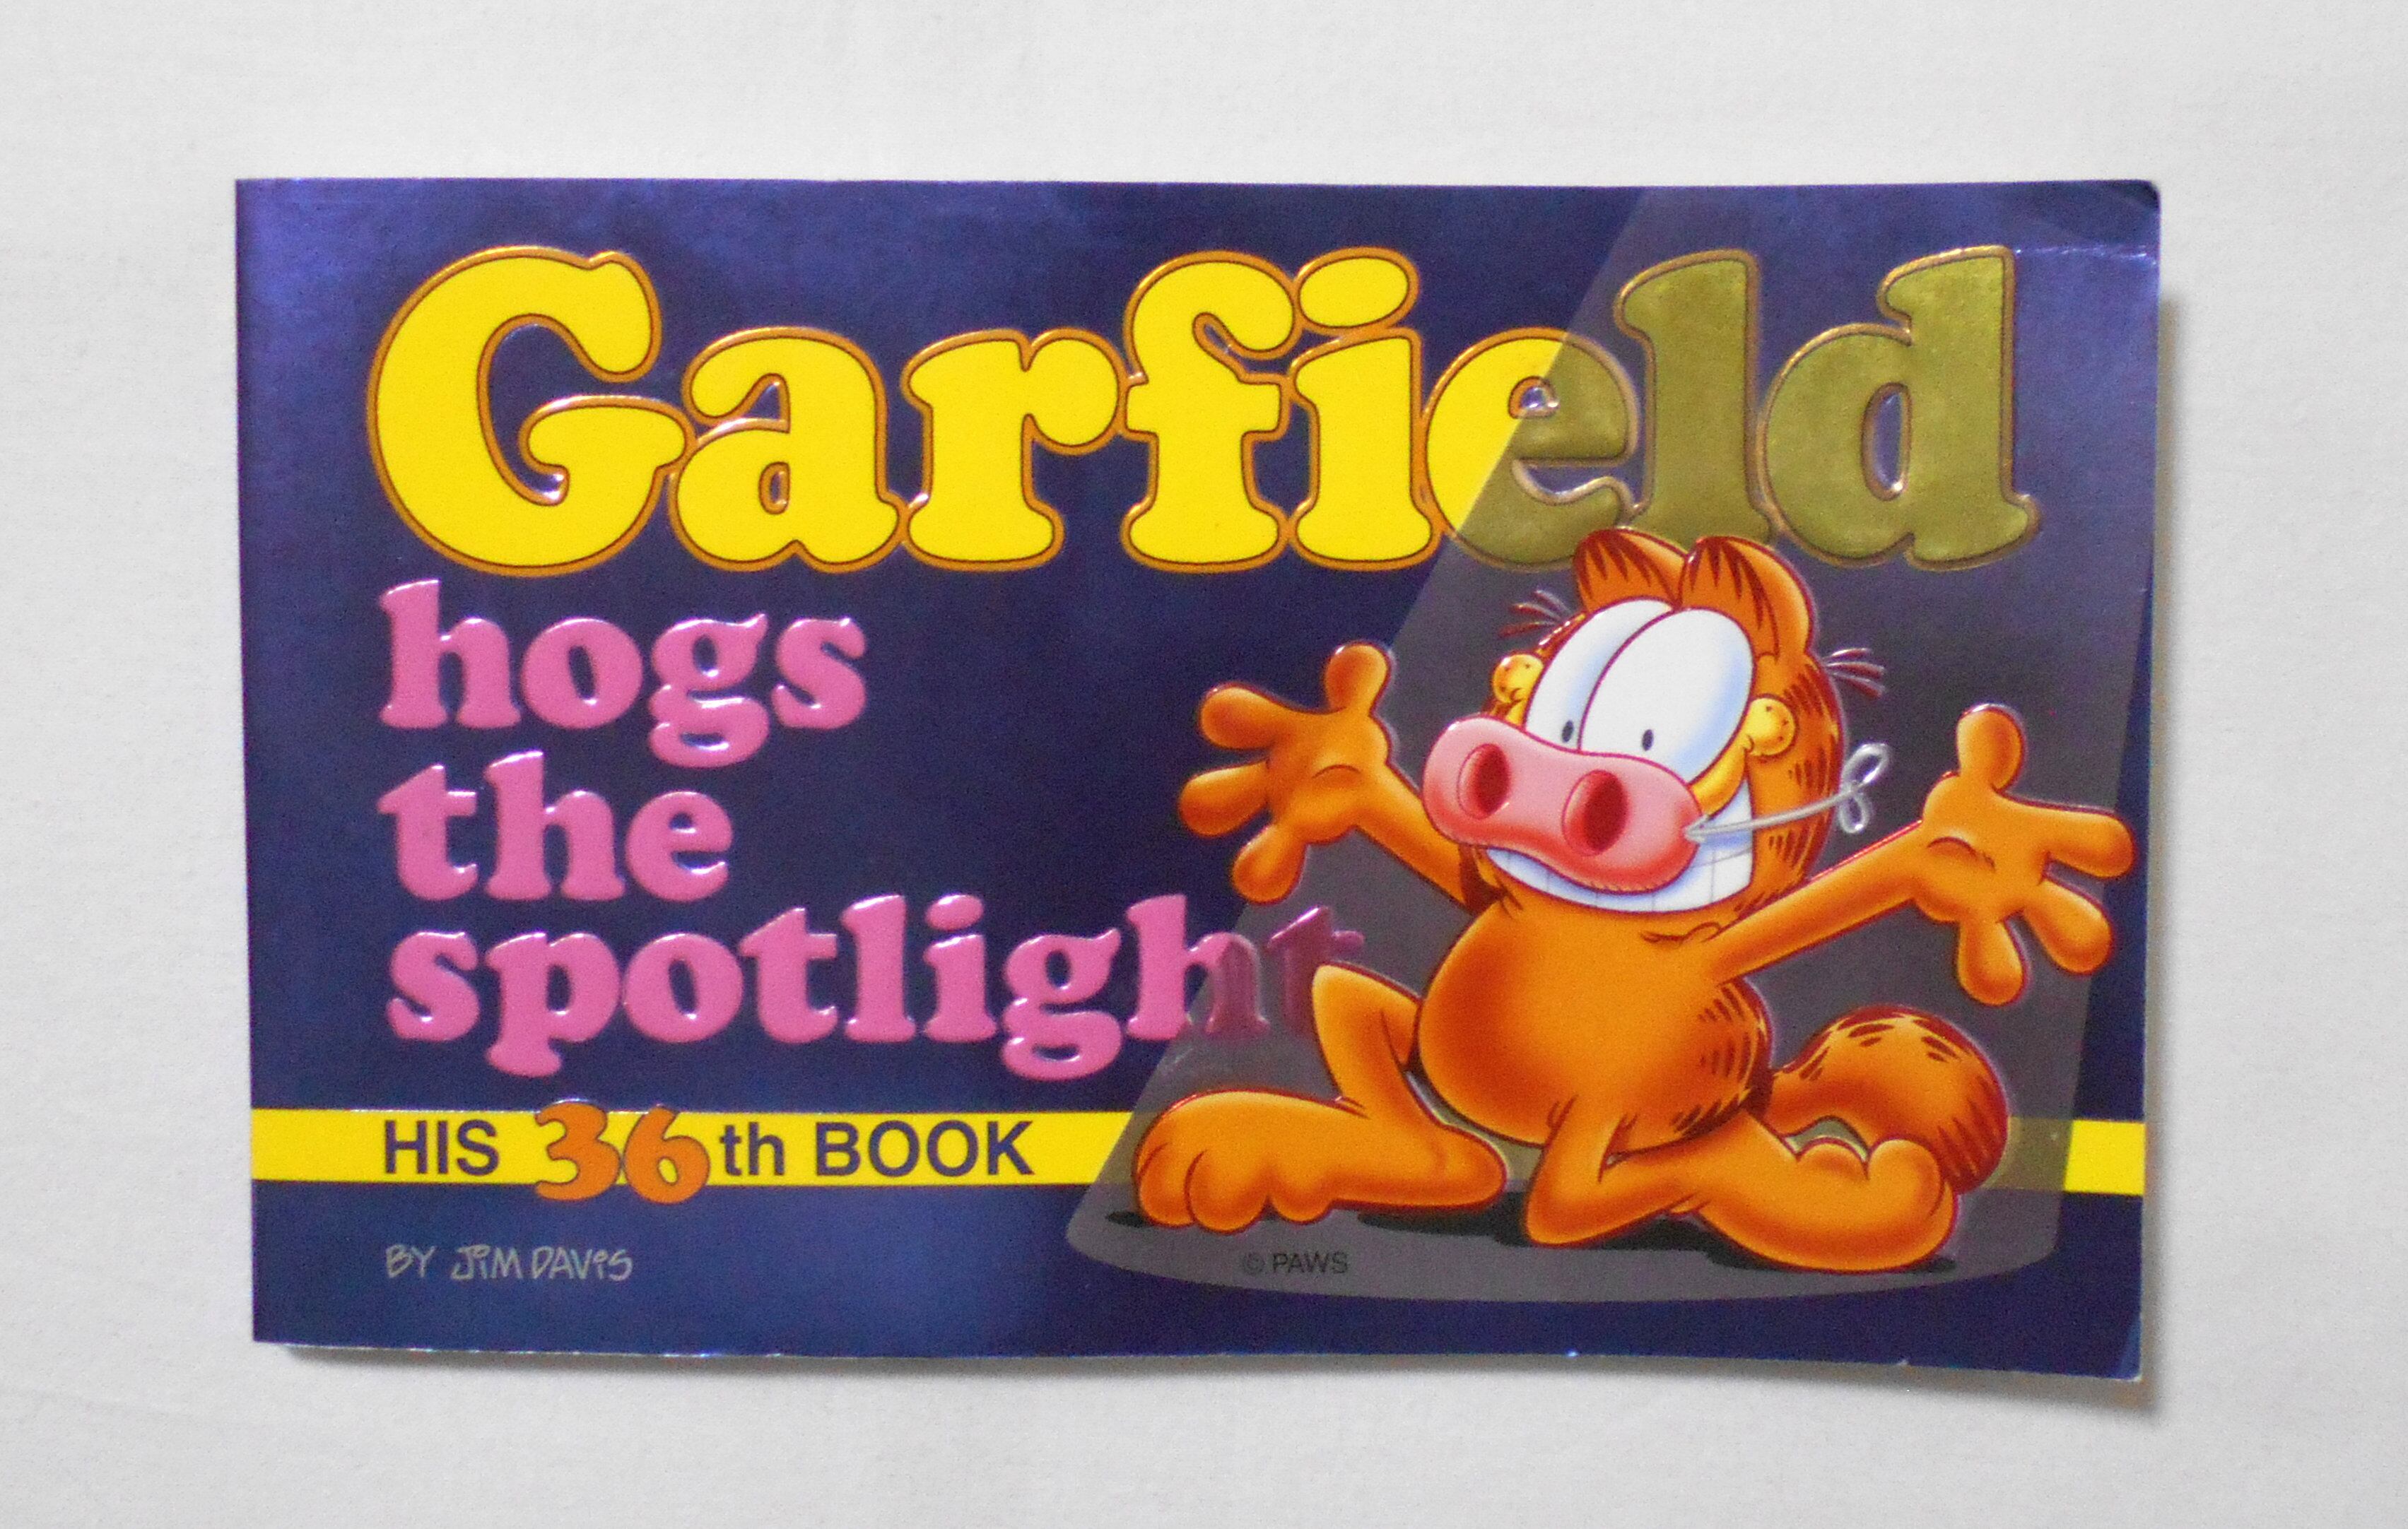 Garfield
hogs
the
spotlight
HIS 36th BOOK
BY JIM DAVIS
© PAWS